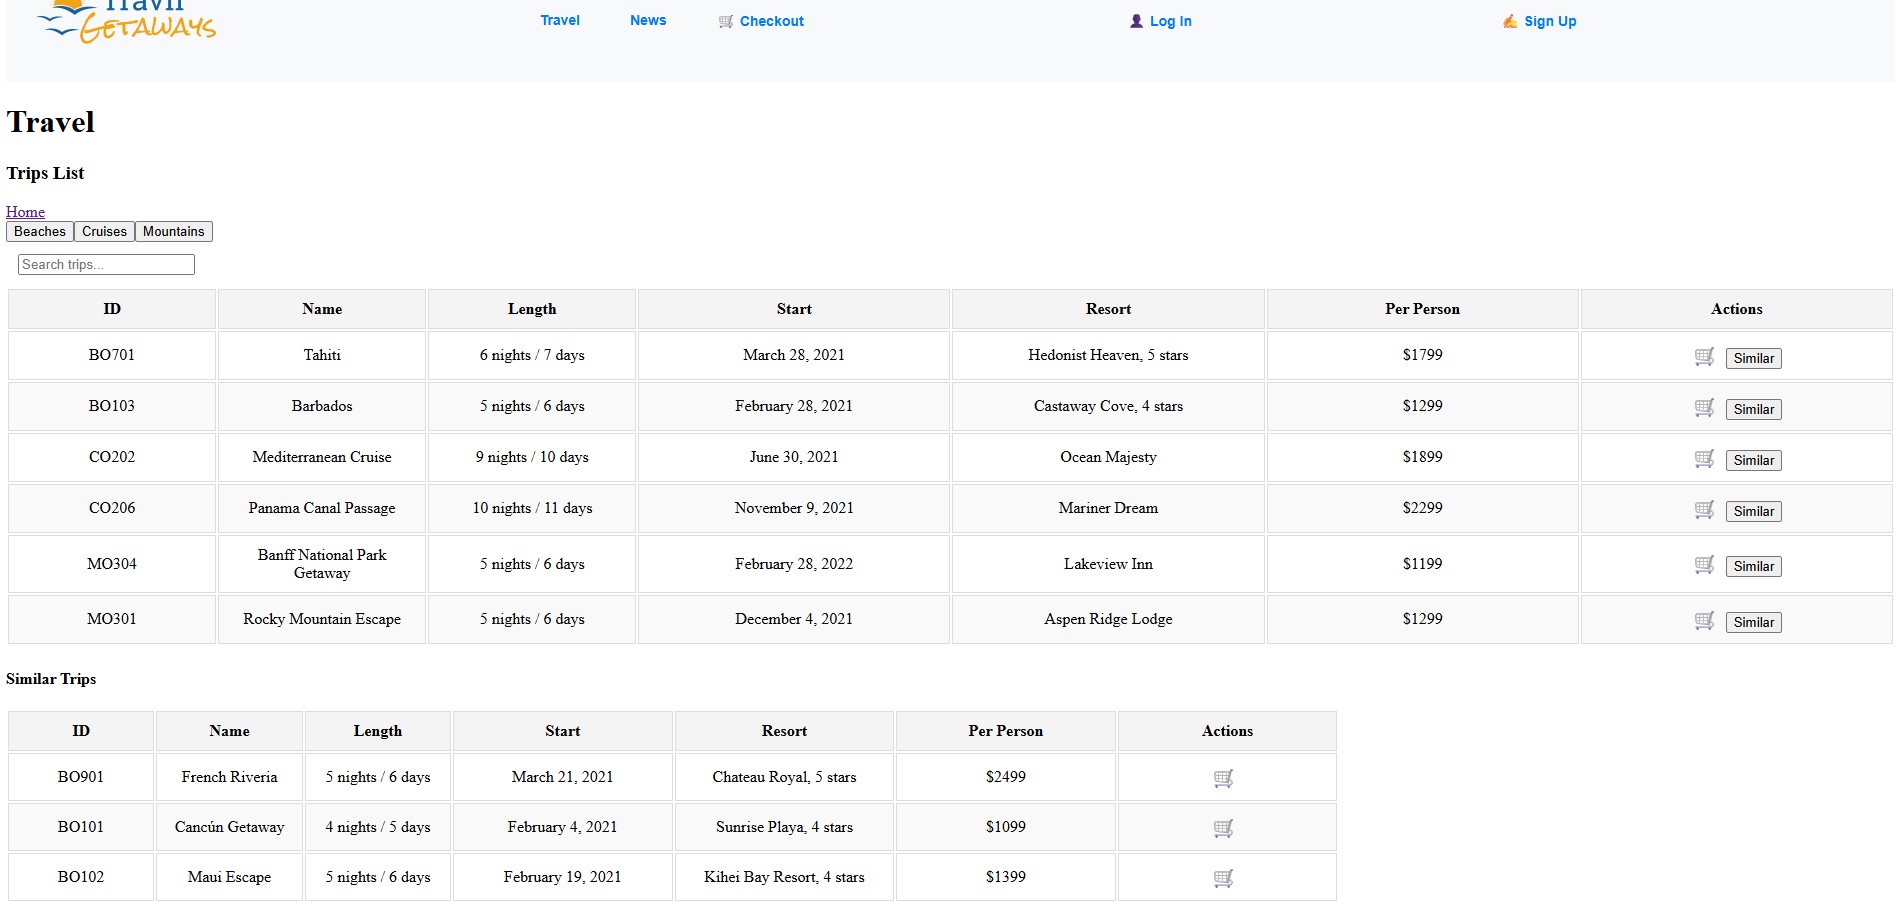 Travlr
GETAWAYS
Travel News 🛒 Checkout 👤 Log In ✍ Sign Up
Travel
Trips List
Home
Beaches Cruises Mountains
Search trips...
ID Name Length Start Resort Per Person Actions
BO701 Tahiti 6 nights / 7 days March 28, 2021 Hedonist Heaven, 5 stars $1799 🛒 Similar
BO103 Barbados 5 nights / 6 days February 28, 2021 Castaway Cove, 4 stars $1299 🛒 Similar
CO202 Mediterranean Cruise 9 nights / 10 days June 30, 2021 Ocean Majesty $1899 🛒 Similar
CO206 Panama Canal Passage 10 nights / 11 days November 9, 2021 Mariner Dream $2299 🛒 Similar
MO304 Banff National Park Getaway 5 nights / 6 days February 28, 2022 Lakeview Inn $1199 🛒 Similar
MO301 Rocky Mountain Escape 5 nights / 6 days December 4, 2021 Aspen Ridge Lodge $1299 🛒 Similar
Similar Trips
ID Name Length Start Resort Per Person Actions
BO901 French Riveria 5 nights / 6 days March 21, 2021 Chateau Royal, 5 stars $2499 🛒
BO101 Cancún Getaway 4 nights / 5 days February 4, 2021 Sunrise Playa, 4 stars $1099 🛒
BO102 Maui Escape 5 nights / 6 days February 19, 2021 Kihei Bay Resort, 4 stars $1399 🛒